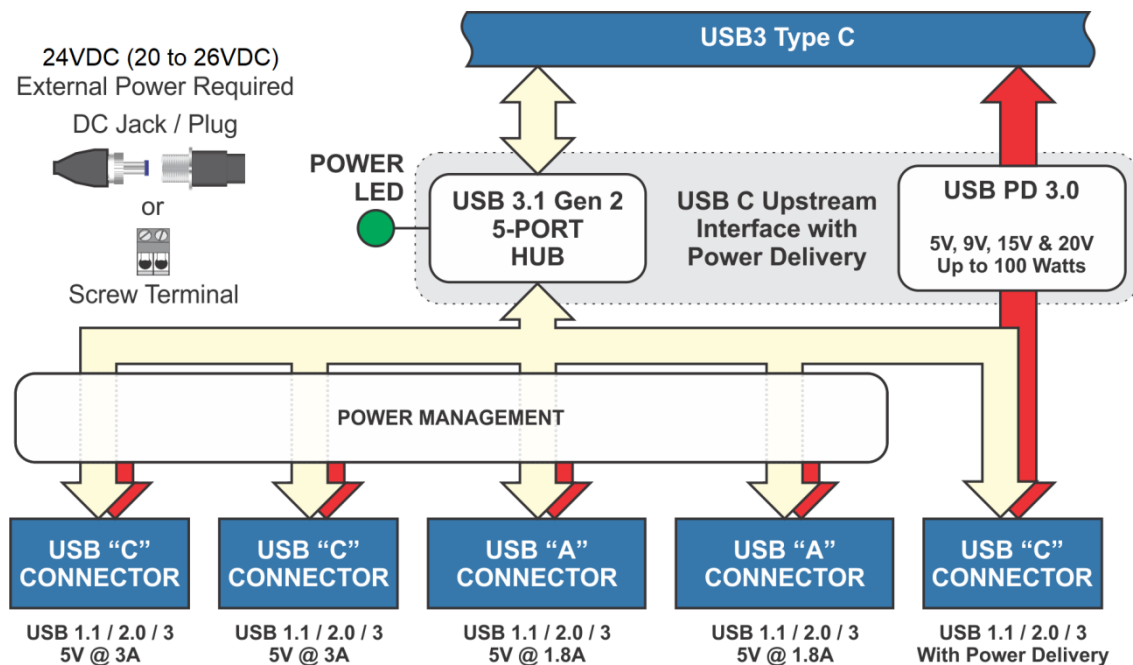 24VDC (20 to 26VDC)
External Power Required
DC Jack / Plug
or
Screw Terminal
USB3 Type C
POWER
LED
USB 3.1 Gen 2
5-PORT
HUB
USB C Upstream
Interface with
Power Delivery
USB PD 3.0
5V, 9V, 15V & 20V
Up to 100 Watts
POWER MANAGEMENT
USB “C”
CONNECTOR
USB 1.1 / 2.0 / 3
5V @ 3A
USB “C”
CONNECTOR
USB 1.1 / 2.0 / 3
5V @ 3A
USB “A”
CONNECTOR
USB 1.1 / 2.0 / 3
5V @ 1.8A
USB “A”
CONNECTOR
USB 1.1 / 2.0 / 3
5V @ 1.8A
USB “C”
CONNECTOR
USB 1.1 / 2.0 / 3
With Power Delivery